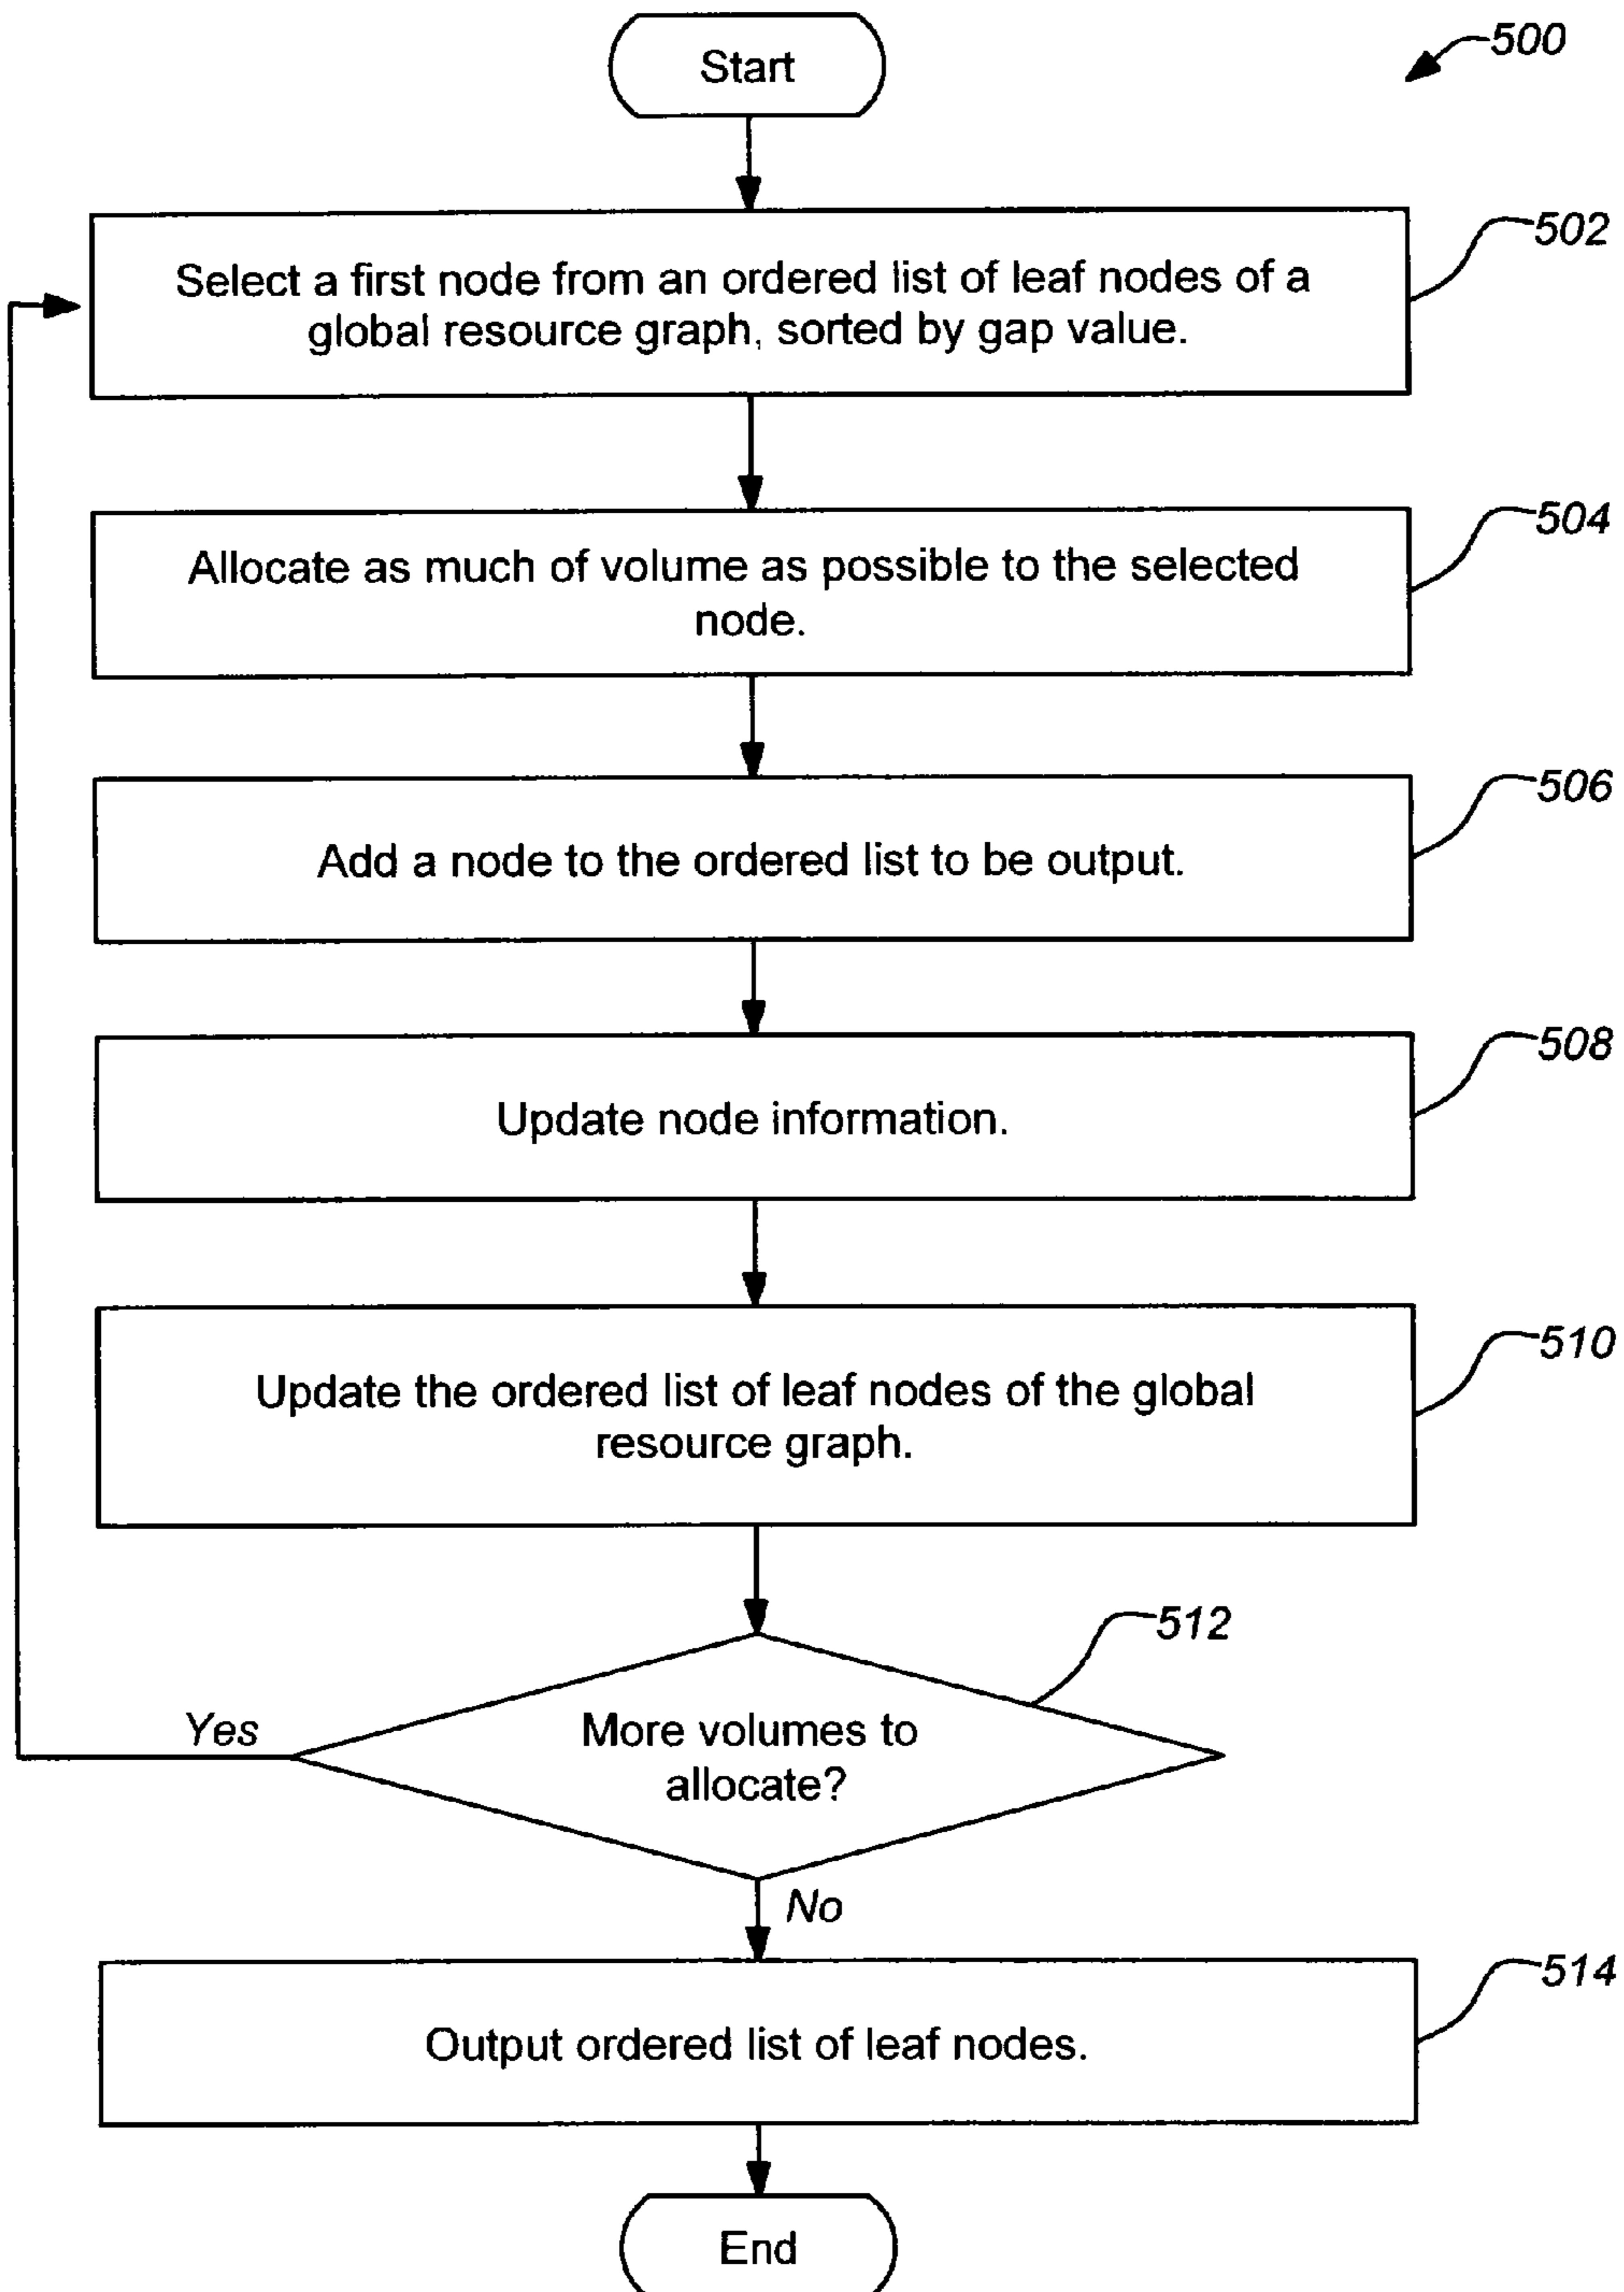 Start
500
502
Select a first node from an ordered list of leaf nodes of a
global resource graph, sorted by gap value.
504
Allocate as much of volume as possible to the selected
node.
506
Add a node to the ordered list to be output.
508
Update node information.
510
Update the ordered list of leaf nodes of the global
resource graph.
512
Yes
More volumes to
allocate?
No
514
Output ordered list of leaf nodes.
End